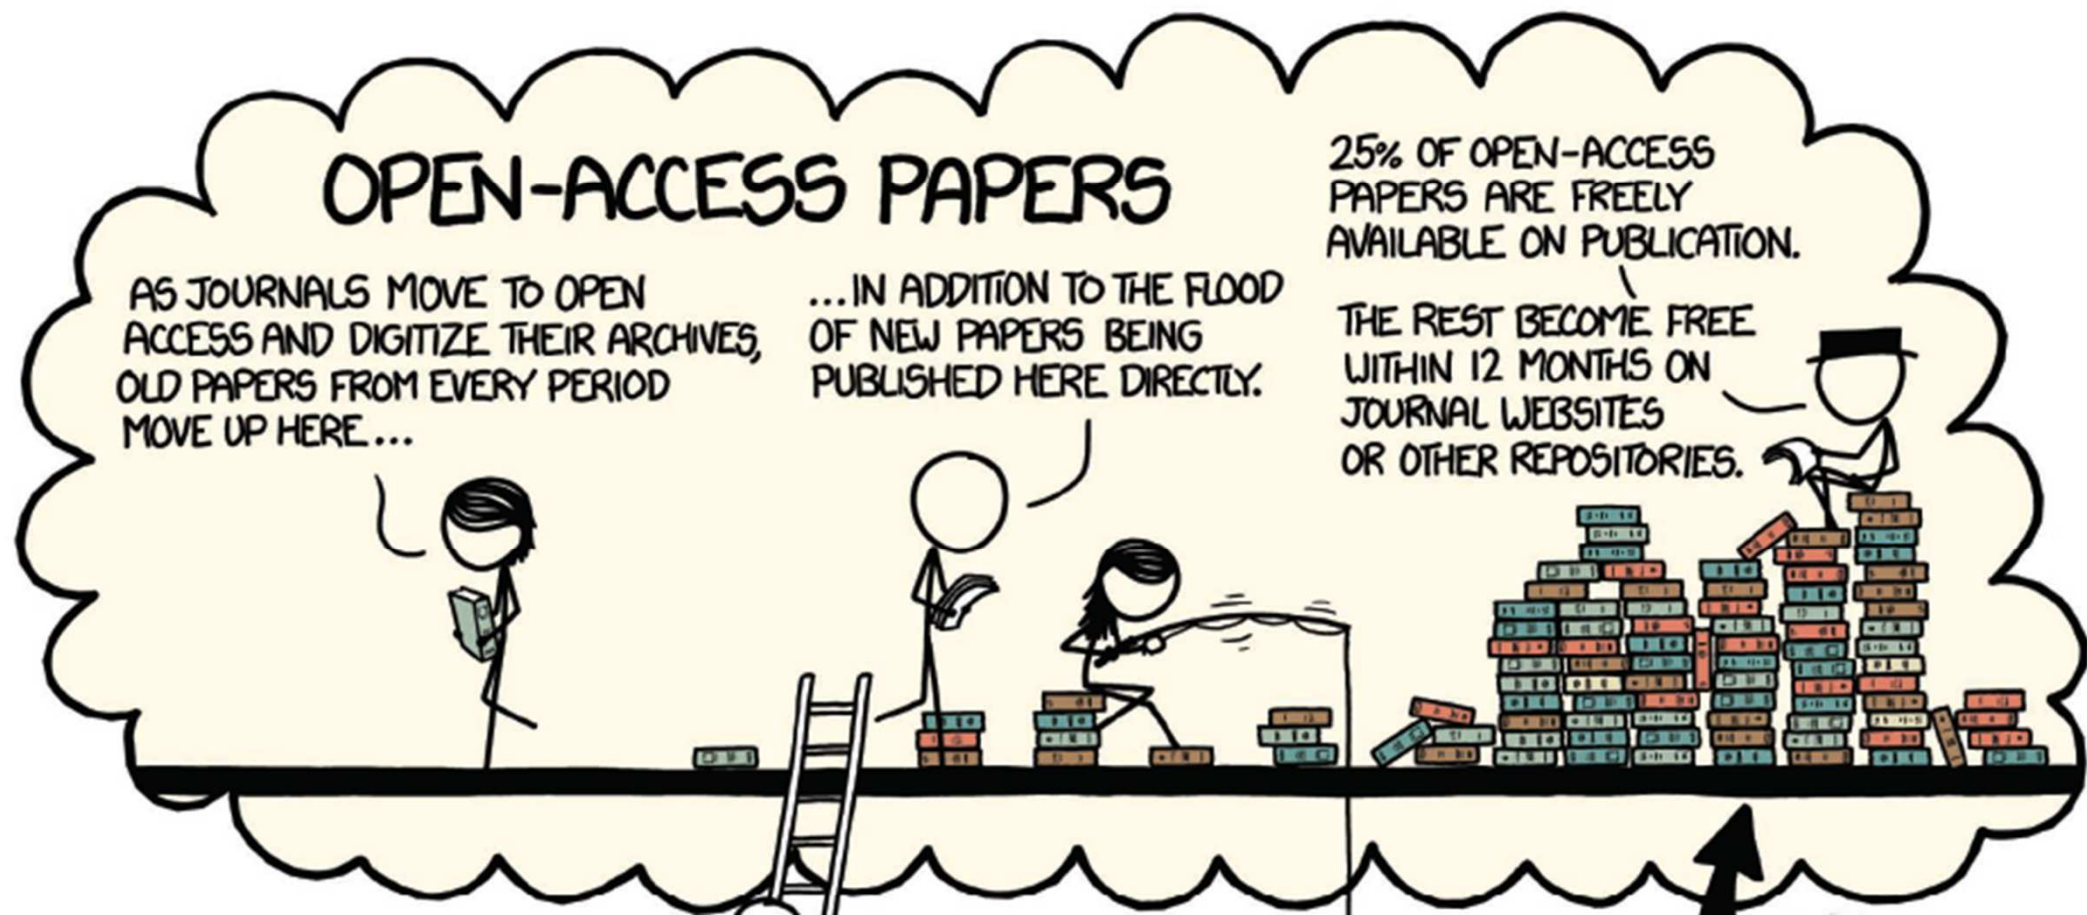 OPEN-ACCESS PAPERS
AS JOURNALS MOVE TO OPEN
ACCESS AND DIGITIZE THEIR ARCHIVES,
OLD PAPERS FROM EVERY PERIOD
MOVE UP HERE...
...IN ADDITION TO THE FLOOD
OF NEW PAPERS BEING
PUBLISHED HERE DIRECTLY.
25% OF OPEN-ACCESS
PAPERS ARE FREELY
AVAILABLE ON PUBLICATION.
THE REST BECOME FREE
WITHIN 12 MONTHS ON
JOURNAL WEBSITES
OR OTHER REPOSITORIES.